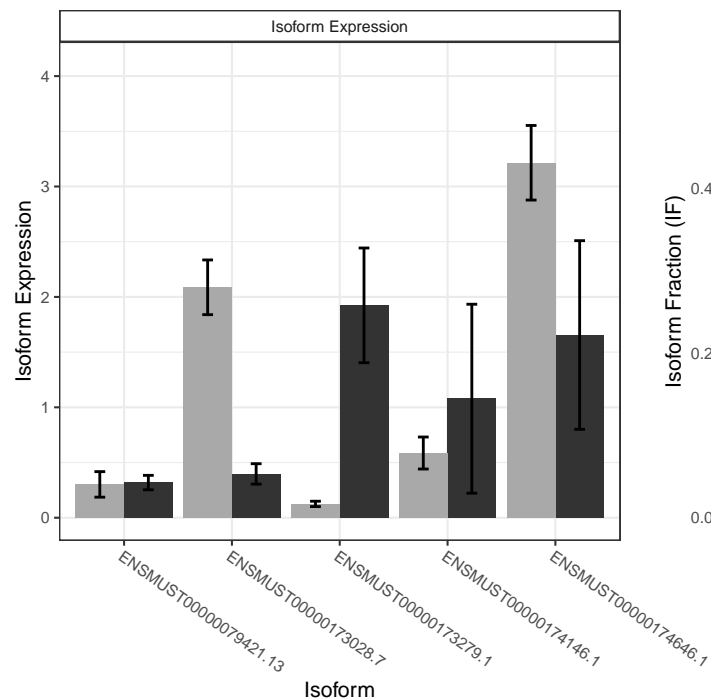 Isoform Expression
Isoform Expression
4
3
2
1
0
ENSMUST00000079421.13
ENSMUST00000173028.7
ENSMUST00000173279.1
ENSMUST00000174146.1
ENSMUST00000174646.1
Isoform
Isoform Fraction (IF)
0.4
0.2
0.0